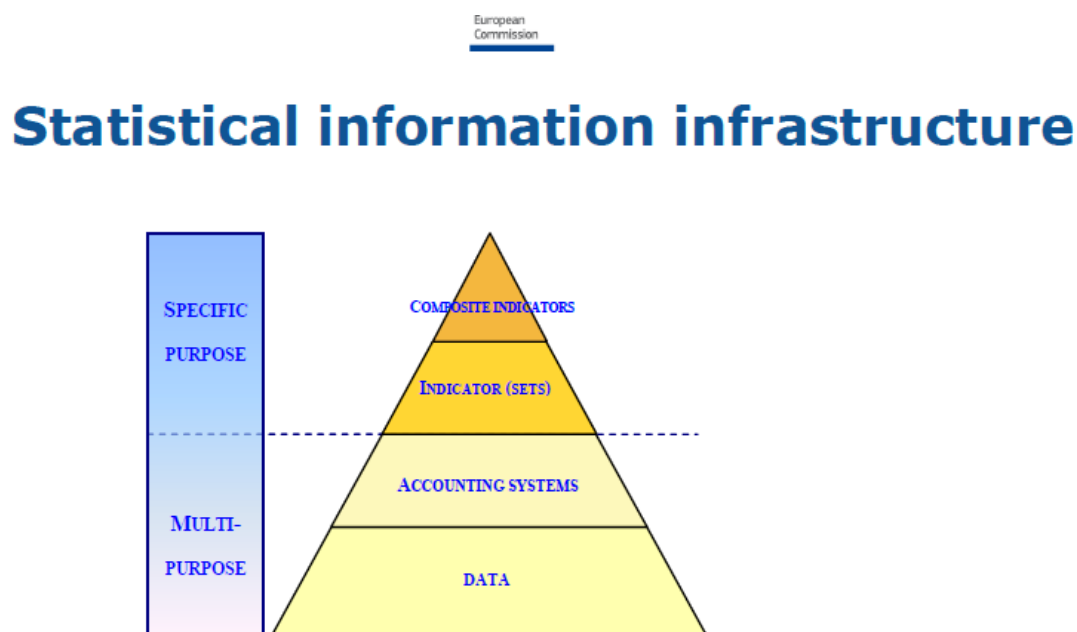 European
Commission
Statistical information infrastructure
SPECIFIC
PURPOSE
COMPOSITE INDICATORS
INDICATOR (SETS)
ACCOUNTING SYSTEMS
MULTI-
PURPOSE
DATA